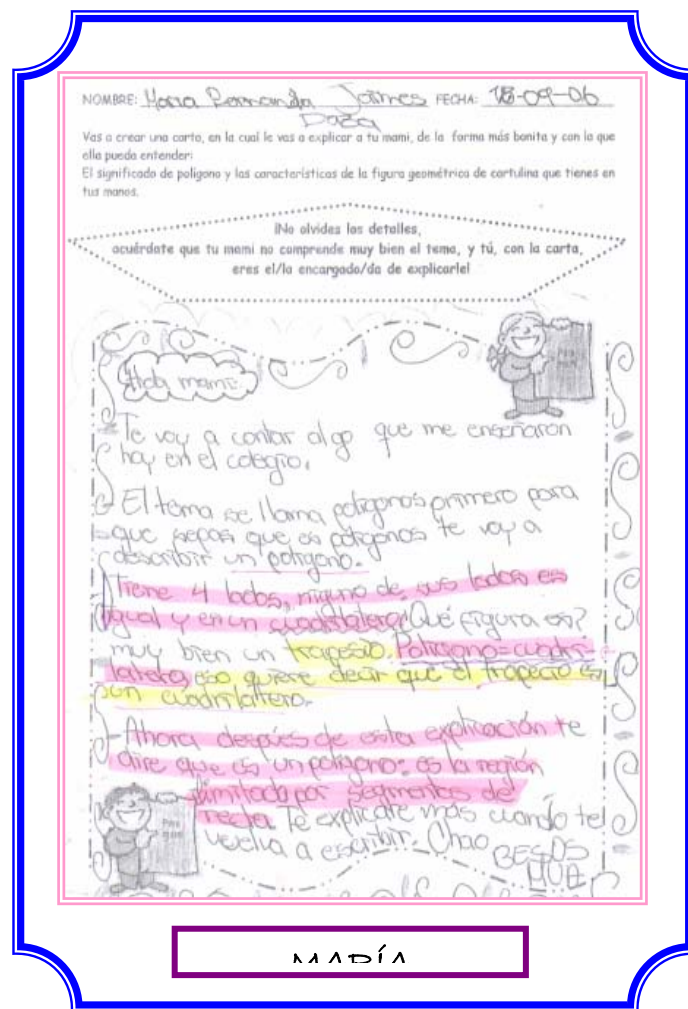 NOMBRE: Maria Fernanda Jaimes FECHA: 18-09-06
Daza
Vas a crear una carta, en la cual le vas a explicar a tu mami, de la forma más bonita y con la que
ella pueda entender:
El significado de polígono y las características de la figura geométrica de cartulina que tienes en
tus manos.
¡No olvides los detalles,
acuérdate que tu mami no comprende muy bien el tema, y tú, con la carta,
eres el/la encargado/da de explicarle!
Hola mami:
Te voy a contar algo que me enseñaron
hoy en el colegio.
El tema se llama poligonos primero para
que sepas que es poligonos te voy a
describir un poligono.
Tiene 4 lados, niguno de sus lados es
igual y en un cuadrilatero ¿Qué figura es?
muy bien un trapesio. Poligono=cuadri-
latero, eso quiere decir que el trapecio es
un cuadrilatero.
Ahora después de esta explicación te
dire que es un poligono: es la región
limitada por segmentos de
recta. Te explicare más cuando te
vuelva a escribir. Chao
BESOS
MUA
MARÍA